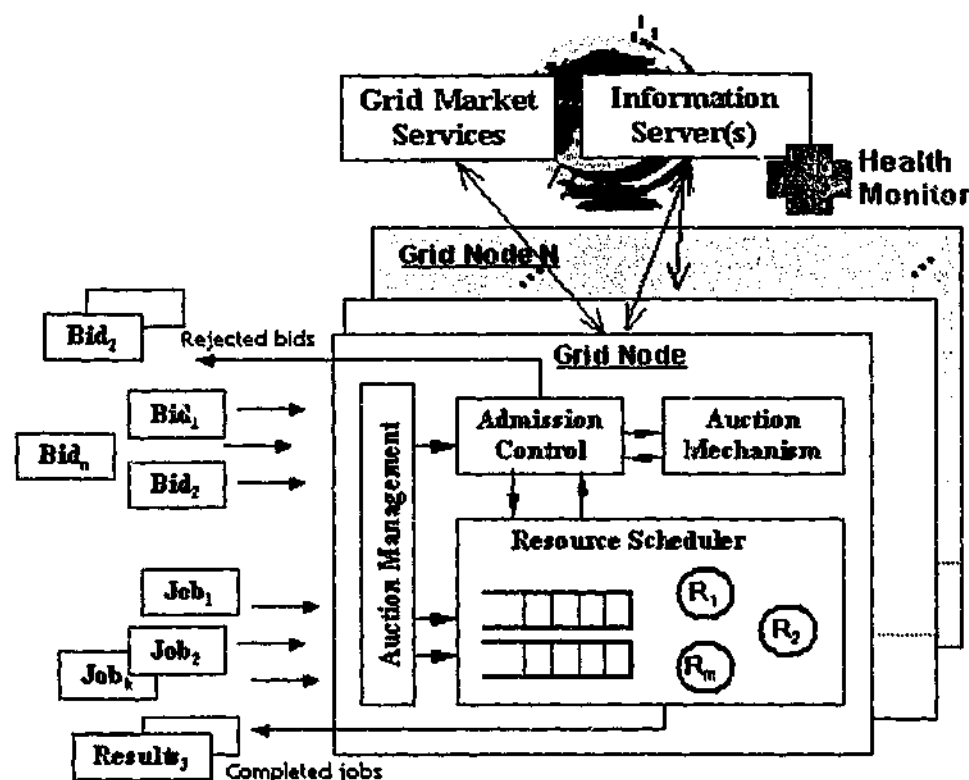 Grid Market
Services
Information
Server(s)
Health
Monitor
Grid Node N
Bid2
Rejected bids
Grid Node
Bid1
Bidn
Bid2
Auction Management
Admission
Control
Auction
Mechanism
Resource Scheduler
Job1
Job2
Jobk
R1
R2
Rm
Results3
Completed jobs